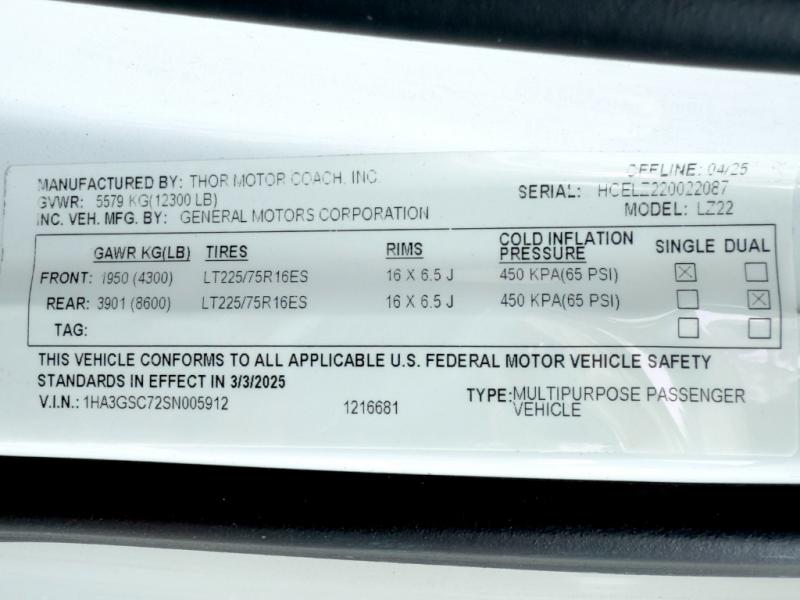 MANUFACTURED BY: THOR MOTOR COACH, INC.
OFFLINE: 04/25
GVWR: 5579 KG(12300 LB)
SERIAL: HCELZ220022087
INC. VEH. MFG. BY: GENERAL MOTORS CORPORATION
MODEL: LZ22
GAWR KG(LB) TIRES RIMS COLD INFLATION PRESSURE SINGLE DUAL
FRONT: 1950 (4300) LT225/75R16ES 16 X 6.5 J 450 KPA(65 PSI) ☒ ☐
REAR: 3901 (8600) LT225/75R16ES 16 X 6.5 J 450 KPA(65 PSI) ☐ ☒
TAG: ☐ ☐
THIS VEHICLE CONFORMS TO ALL APPLICABLE U.S. FEDERAL MOTOR VEHICLE SAFETY
STANDARDS IN EFFECT IN 3/3/2025
V.I.N.: 1HA3GSC72SN005912 1216681 TYPE: MULTIPURPOSE PASSENGER
VEHICLE